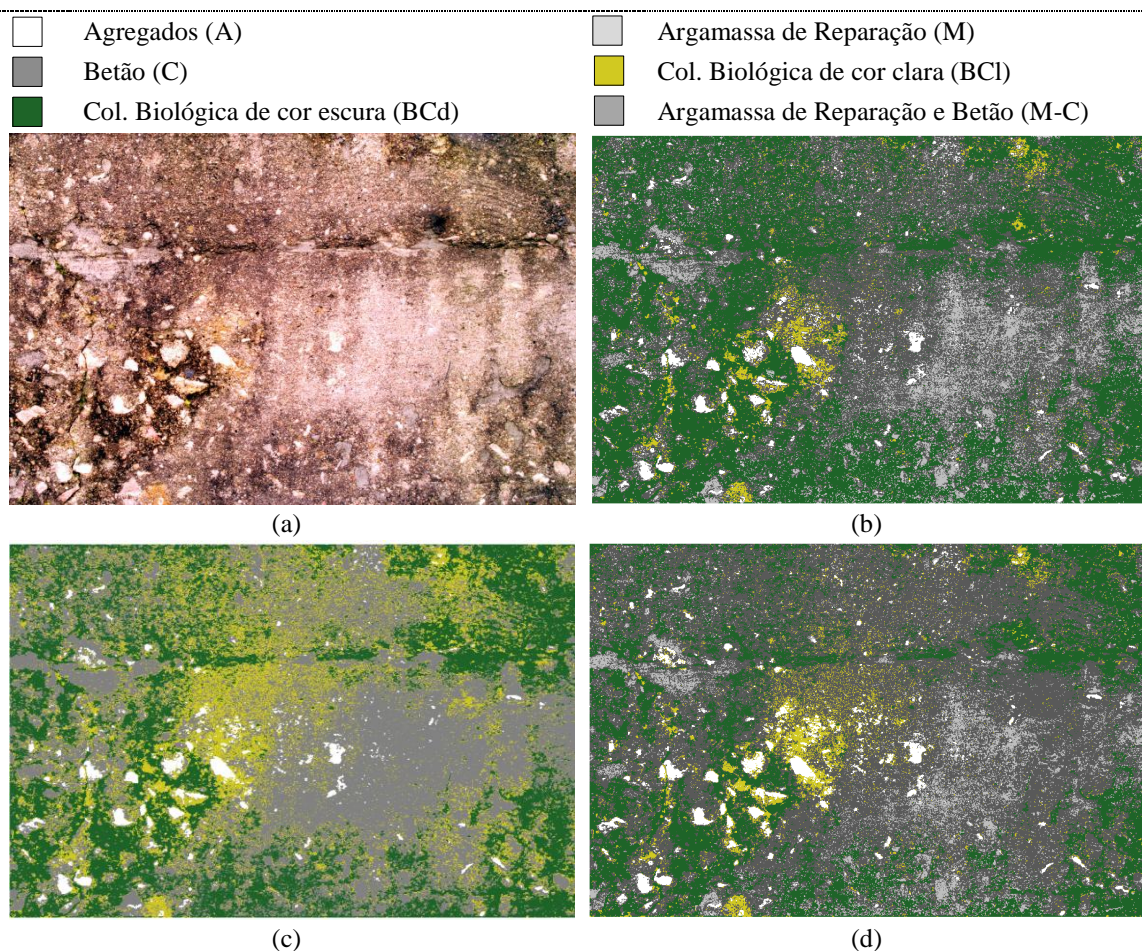 Agregados (A)
Argamassa de Reparação (M)
Betão (C)
Col. Biológica de cor clara (BCl)
Col. Biológica de cor escura (BCd)
Argamassa de Reparação e Betão (M-C)
(a)
(b)
(c)
(d)